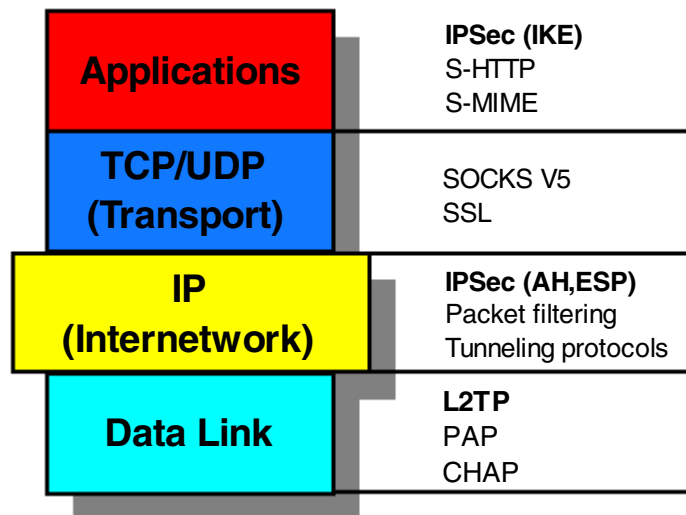 Applications
IPSec (IKE)
S-HTTP
S-MIME
TCP/UDP
(Transport)
SOCKS V5
SSL
IP
(Internetwork)
IPSec (AH,ESP)
Packet filtering
Tunneling protocols
Data Link
L2TP
PAP
CHAP